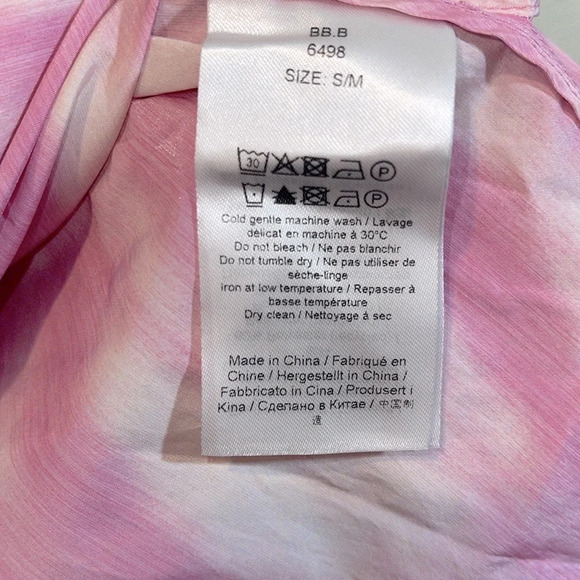 BB.B
6498
SIZE: S/M
30
P
P
Cold gentle machine wash / Lavage
délicat en machine à 30°C
Do not bleach / Ne pas blanchir
Do not tumble dry / Ne pas utiliser de
sèche-linge
iron at low temperature / Repasser à
basse température
Dry clean / Nettoyage à sec
Made in China / Fabriqué en
Chine / Hergestellt in China /
Fabbricato in Cina / Produsert i
Kina / Сделано в Китае / 中国制
造